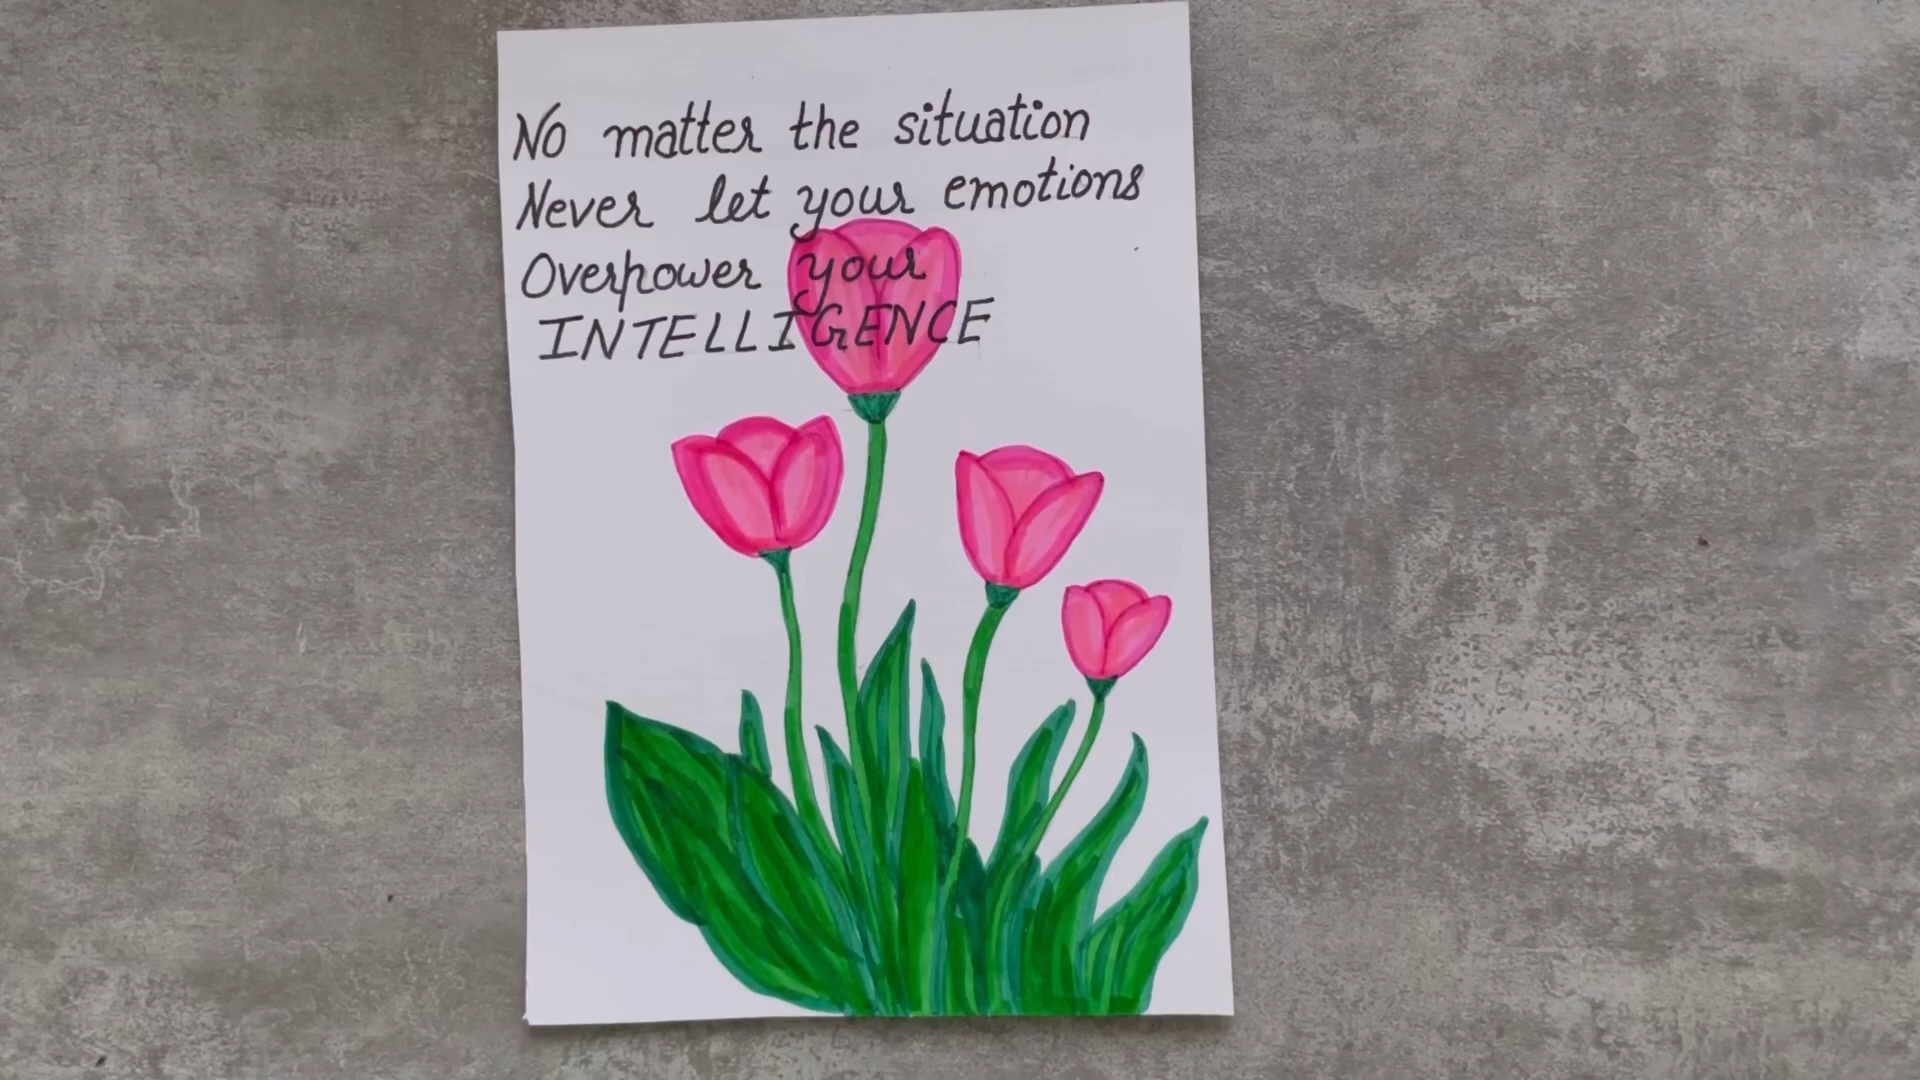 No matter the situation
Never let your emotions
Overpower your
INTELLIGENCE